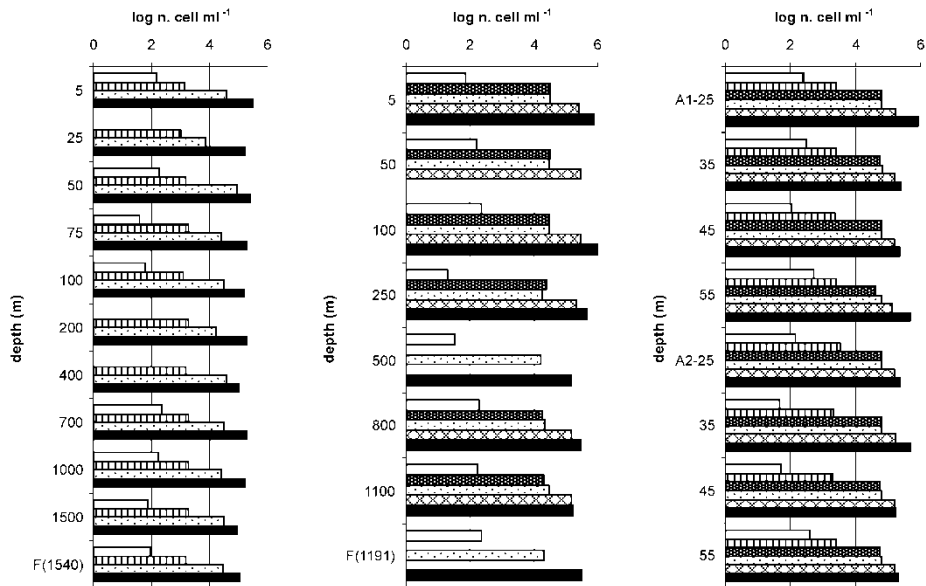 log n. cell ml -1
0 2 4 6
depth (m)
5
25
50
75
100
200
400
700
1000
1500
F(1540)
log n. cell ml -1
0 2 4 6
depth (m)
5
50
100
250
500
800
1100
F(1191)
log n. cell ml -1
0 2 4 6
depth (m)
A1-25
35
45
55
A2-25
35
45
55